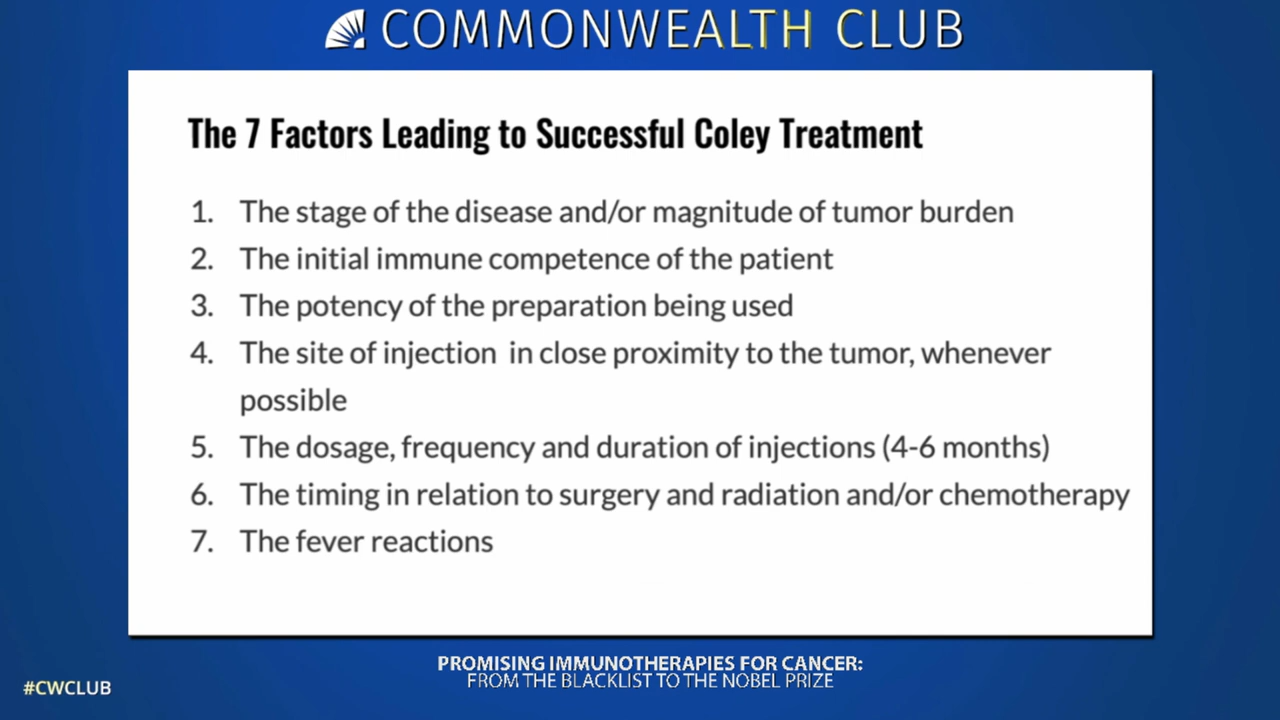 COMMONWEALTH CLUB
The 7 Factors Leading to Successful Coley Treatment
1. The stage of the disease and/or magnitude of tumor burden
2. The initial immune competence of the patient
3. The potency of the preparation being used
4. The site of injection in close proximity to the tumor, whenever
possible
5. The dosage, frequency and duration of injections (4-6 months)
6. The timing in relation to surgery and radiation and/or chemotherapy
7. The fever reactions
PROMISING IMMUNOTHERAPIES FOR CANCER:
FROM THE BLACKLIST TO THE NOBEL PRIZE
#CWCLUB